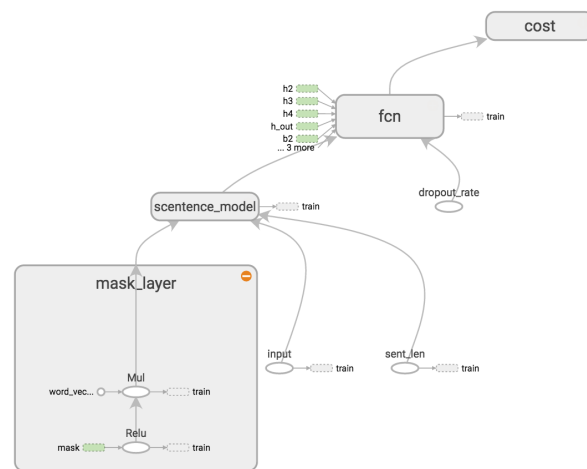 cost
h2
h3
h4
h_out
b2
... 3 more
fcn
train
dropout_rate
scentence_model
train
mask_layer
input
train
sent_len
train
Mul
word_vec...
train
Relu
mask
train